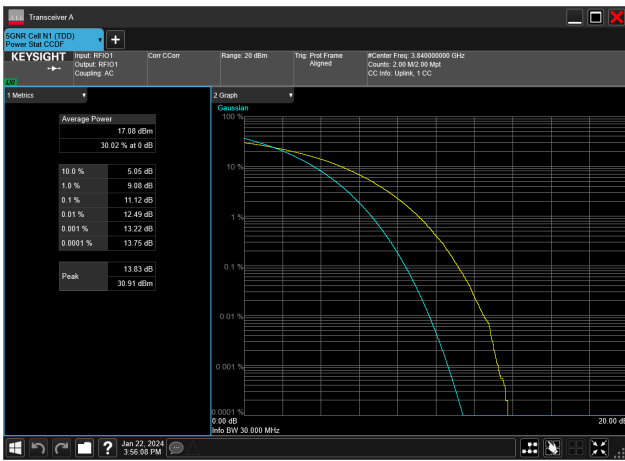 Transceiver A
5GNR Cell N1 (TDD)
Power Stat CCDF
KEYSIGHT
LXI
Input: RFIO1
Output: RFIO1
Coupling: AC
Corr CCorr
Range: 20 dBm
Trig: Prot Frame
Aligned
#Center Freq: 3.840000000 GHz
Counts: 2.00 M/2.00 Mpt
CC Info: Uplink, 1 CC
1 Metrics
Average Power
17.08 dBm
30.02 % at 0 dB
10.0 % 5.05 dB
1.0 % 9.08 dB
0.1 % 11.12 dB
0.01 % 12.49 dB
0.001 % 13.22 dB
0.0001 % 13.75 dB
Peak
13.83 dB
30.91 dBm
2 Graph
Gaussian
100 %
10 %
1 %
0.1 %
0.01 %
0.001 %
0.0001 %
0.00 dB
20.00 dB
Info BW 30.000 MHz
Jan 22, 2024
3:56:08 PM